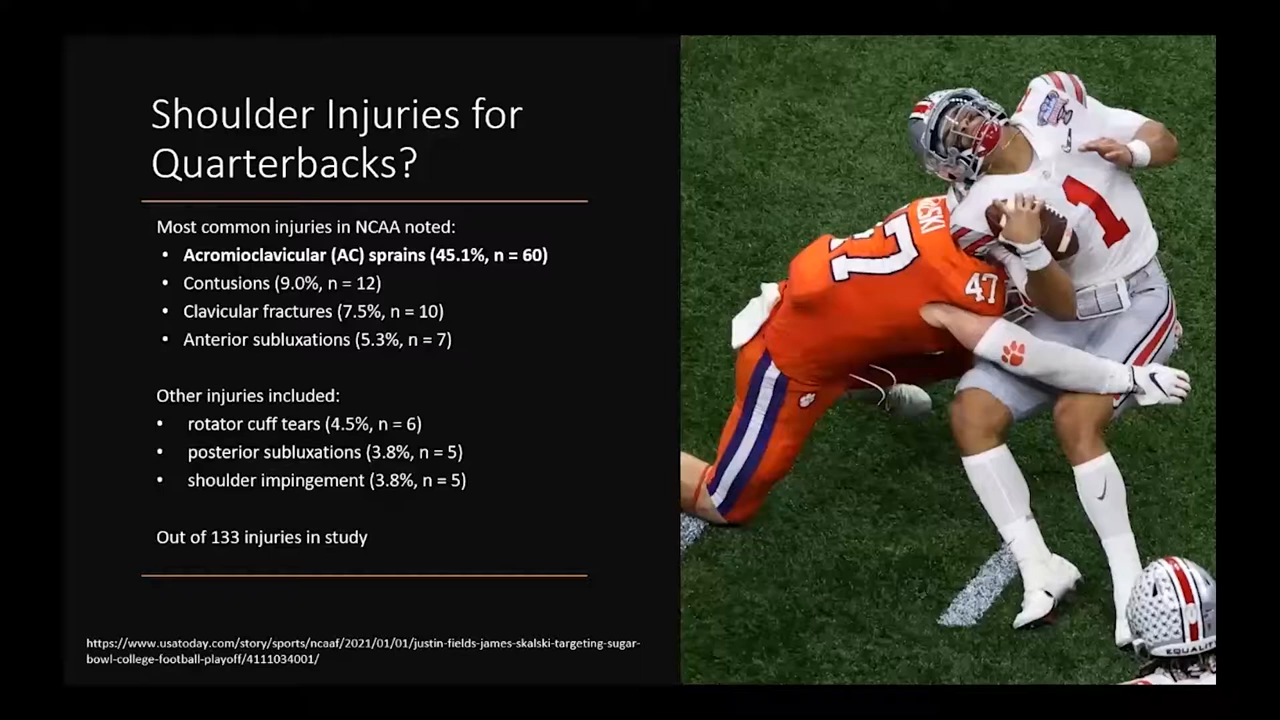 Shoulder Injuries for
Quarterbacks?
Most common injuries in NCAA noted:
• Acromioclavicular (AC) sprains (45.1%, n = 60)
• Contusions (9.0%, n = 12)
• Clavicular fractures (7.5%, n = 10)
• Anterior subluxations (5.3%, n = 7)
Other injuries included:
• rotator cuff tears (4.5%, n = 6)
• posterior subluxations (3.8%, n = 5)
• shoulder impingement (3.8%, n = 5)
Out of 133 injuries in study
https://www.usatoday.com/story/sports/ncaaf/2021/01/01/justin-fields-james-skalski-targeting-sugar-
bowl-college-football-playoff/4111034001/
1
47
47
EQUALIT